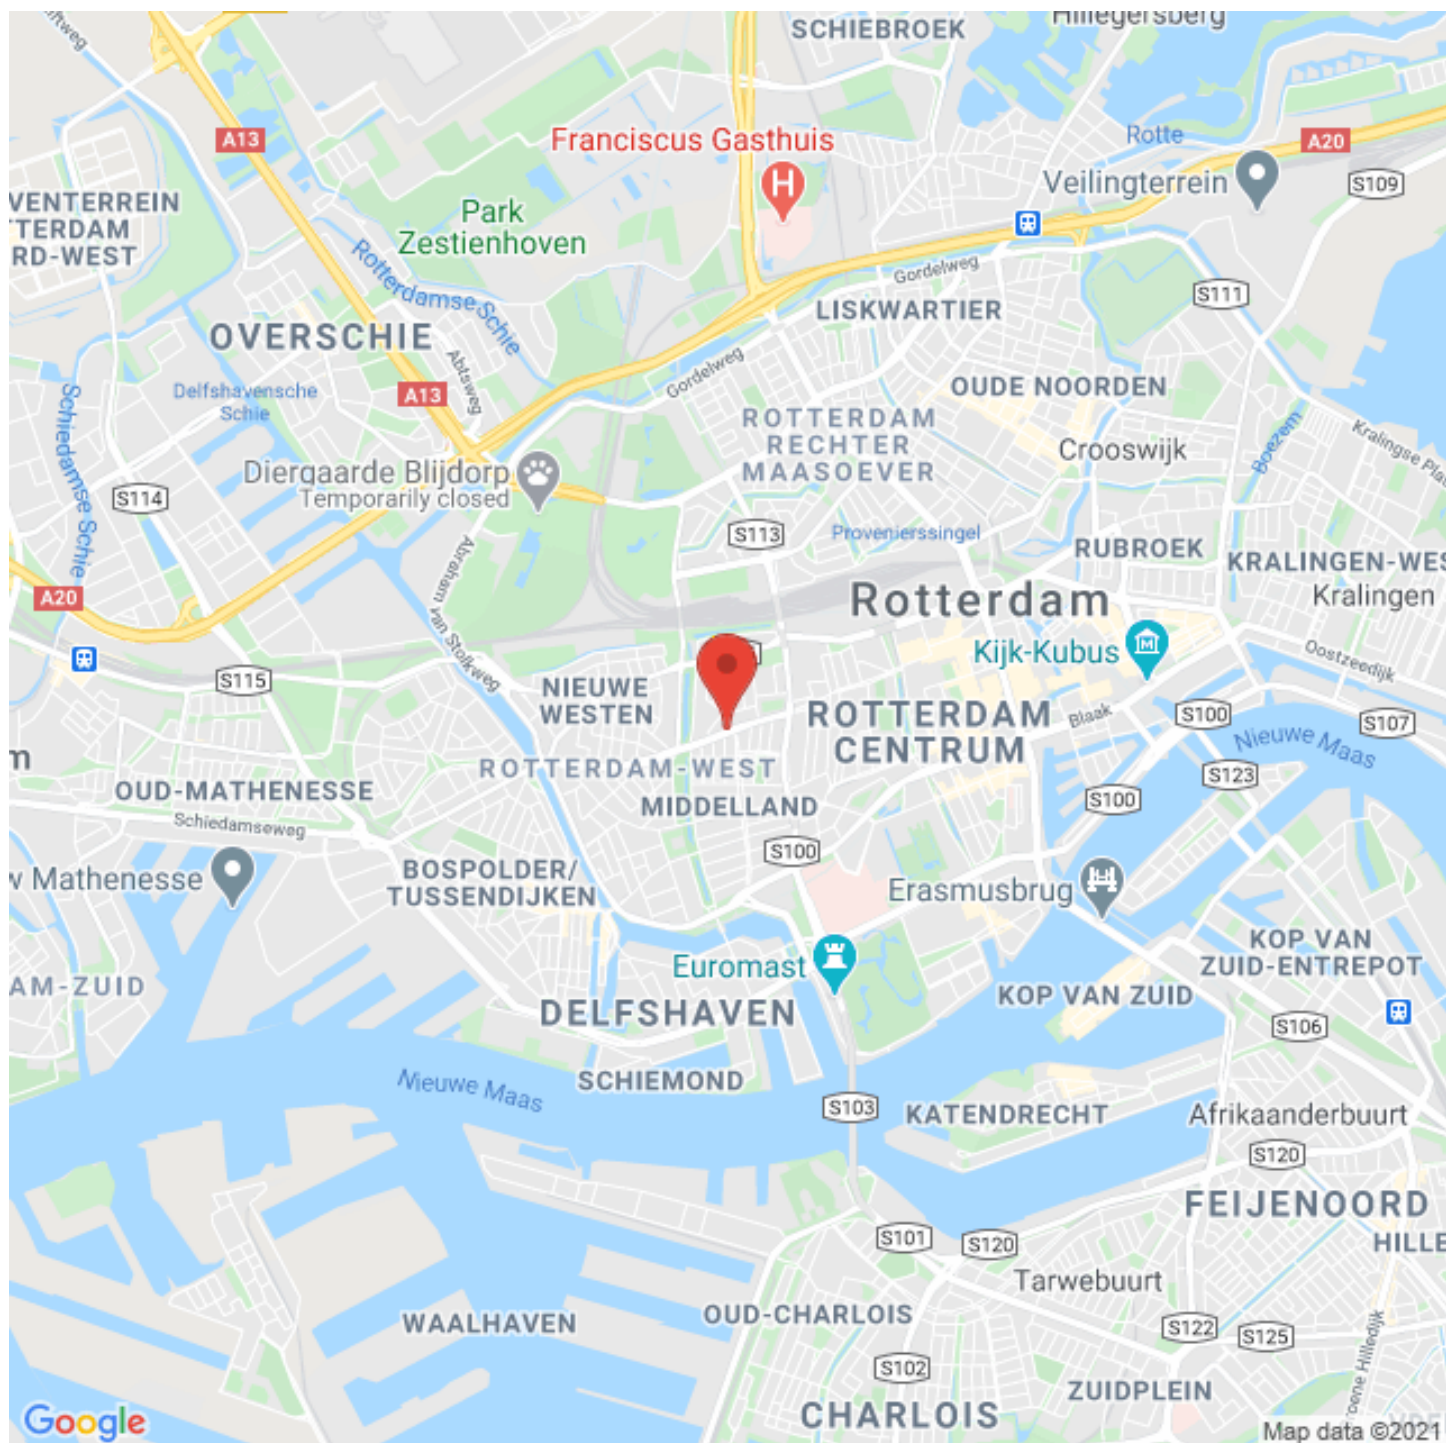 SCHIEBROEK
Hillegersberg
A13
Franciscus Gasthuis
Rotte
A20
Veilingterrein
S109
VENTERREIN
TTERDAM
RD-WEST
Park
Zestienhoven
Rotterdamse Schie
Gordelweg
S111
LISKWARTIER
OVERSCHIE
Abtsweg
Gordelweg
Delfshavensche
Schie
A13
OUDE NOORDEN
ROTTERDAM
RECHTER
MAASOEVER
Schiedamse Schie
Boezem
Kralingse
Crooswijk
Diergaarde Blijdorp
Temporarily closed
S114
S113
Provenierssingel
RUBROEK
KRALINGEN-WES
Kralingen
A20
Abraham van Stolkweg
Rotterdam
Kijk-Kubus
Oostzeedijk
S115
NIEUWE
WESTEN
ROTTERDAM
CENTRUM
Blaak
S100
S107
Nieuwe Maas
m
ROTTERDAM-WEST
S123
OUD-MATHENESSE
MIDDELLAND
S100
Schiedamseweg
S100
BOSPOLDER/
TUSSENDIJKEN
w Mathenesse
Erasmusbrug
KOP VAN
ZUID-ENTREPOT
Euromast
AM-ZUID
KOP VAN ZUID
DELFSHAVEN
S106
Nieuwe Maas
SCHIEMOND
S103
KATENDRECHT
Afrikaanderbuurt
S120
FEIJENOORD
S101
S120
HILLE
Tarwebuurt
OUD-CHARLOIS
WAALHAVEN
S122
S125
S102
Groene Hilledijk
ZUIDPLEIN
CHARLOIS
Google
Map data ©2021